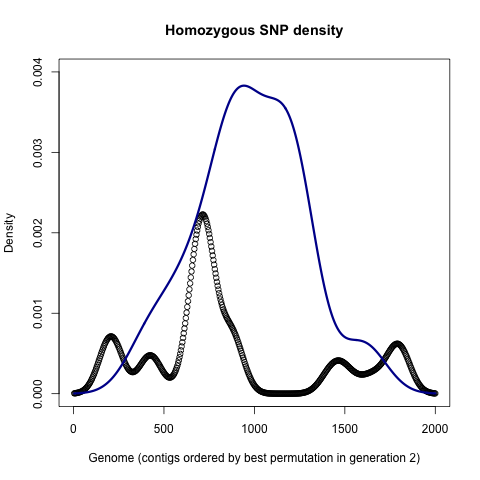 Homozygous SNP density
Density
0.004
0.003
0.002
0.001
0.000
0 500 1000 1500 2000
Genome (contigs ordered by best permutation in generation 2)